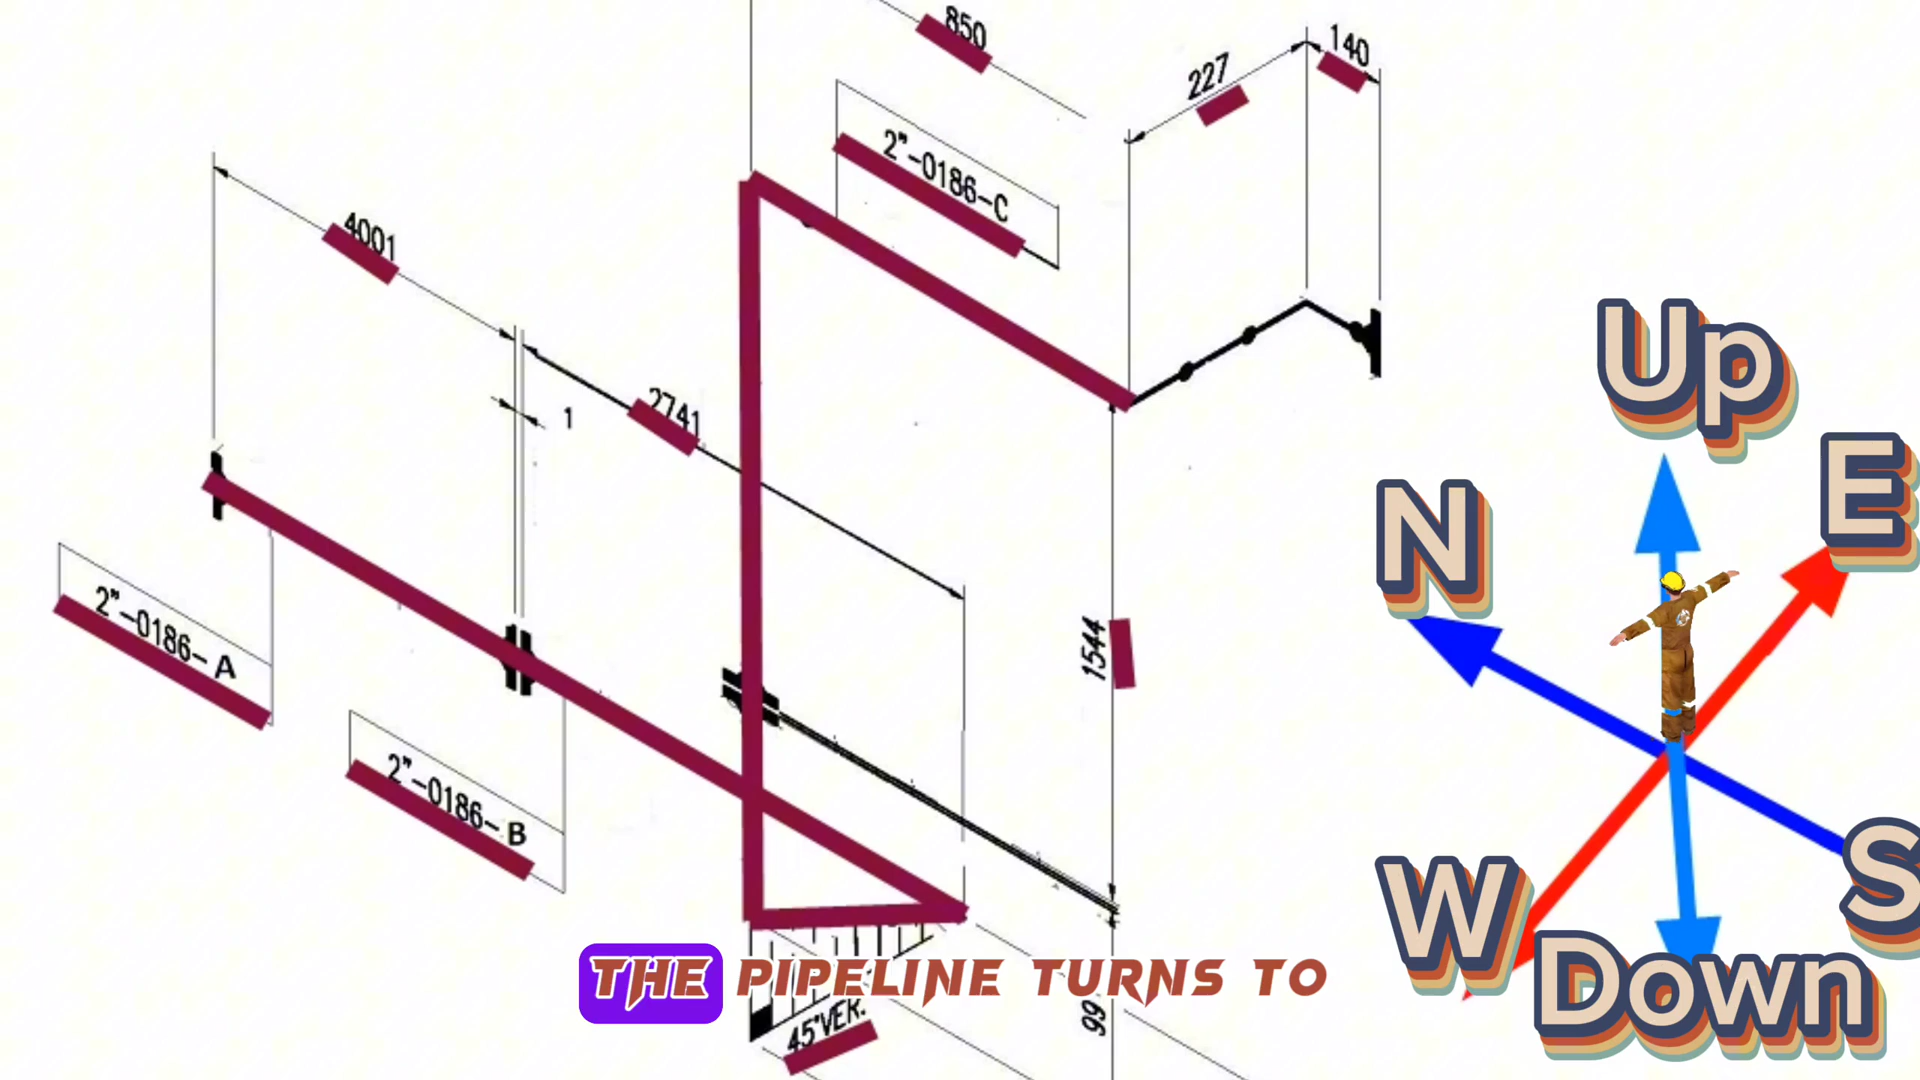 850
227
140
2"-0186-C
4001
2741
1
2"-0186-A
2"-0186-B
1544
99
45°VER.
Up
N
E
W
S
Down
THE PIPELINE TURNS TO